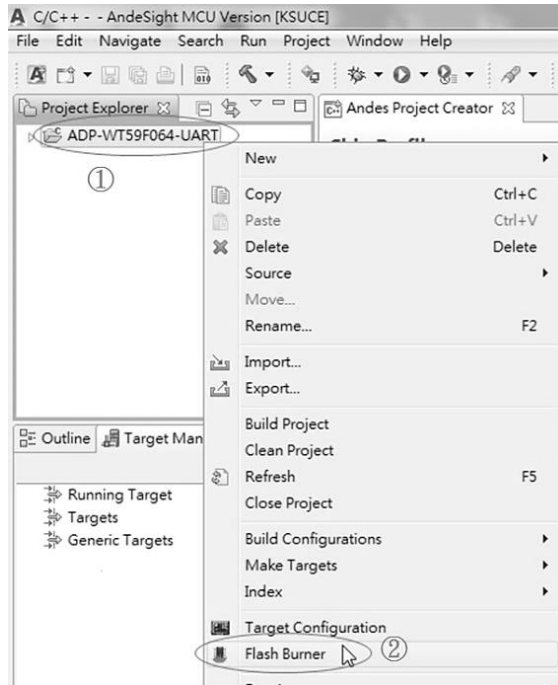 C/C++ - - AndeSight MCU Version [KSUCE]
File Edit Navigate Search Run Project Window Help
Project Explorer
Andes Project Creator
ADP-WT59F064-UART
①
New
Copy Ctrl+C
Paste Ctrl+V
Delete Delete
Source
Move...
Rename... F2
Import...
Export...
Build Project
Clean Project
Refresh F5
Close Project
Build Configurations
Make Targets
Index
Target Configuration
Flash Burner ②
Outline Target Man
Running Target
Targets
Generic Targets